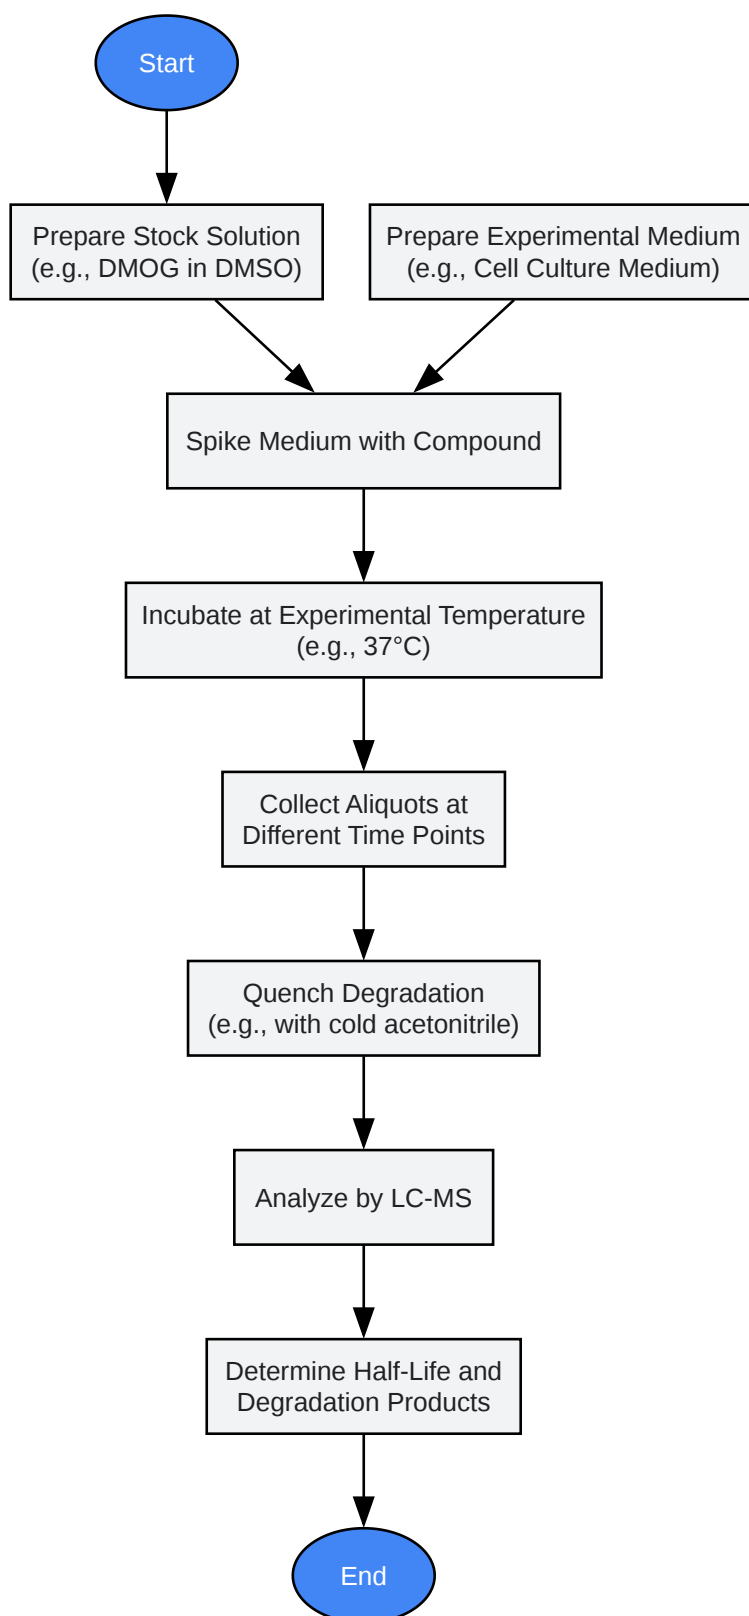 Start
Prepare Stock Solution
(e.g., DMOG in DMSO)
Prepare Experimental Medium
(e.g., Cell Culture Medium)
Spike Medium with Compound
Incubate at Experimental Temperature
(e.g., 37°C)
Collect Aliquots at
Different Time Points
Quench Degradation
(e.g., with cold acetonitrile)
Analyze by LC-MS
Determine Half-Life and
Degradation Products
End